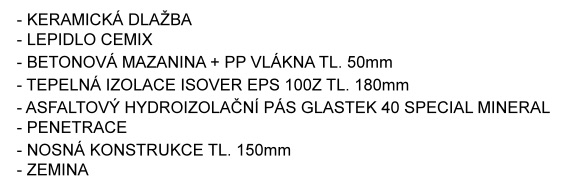 - KERAMICKÁ DLAŽBA
- LEPIDLO CEMIX
- BETONOVÁ MAZANINA + PP VLÁKNA TL. 50mm
- TEPELNÁ IZOLACE ISOVER EPS 100Z TL. 180mm
- ASFALTOVÝ HYDROIZOLAČNÍ PÁS GLASTEK 40 SPECIAL MINERAL
- PENETRACE
- NOSNÁ KONSTRUKCE TL. 150mm
- ZEMINA